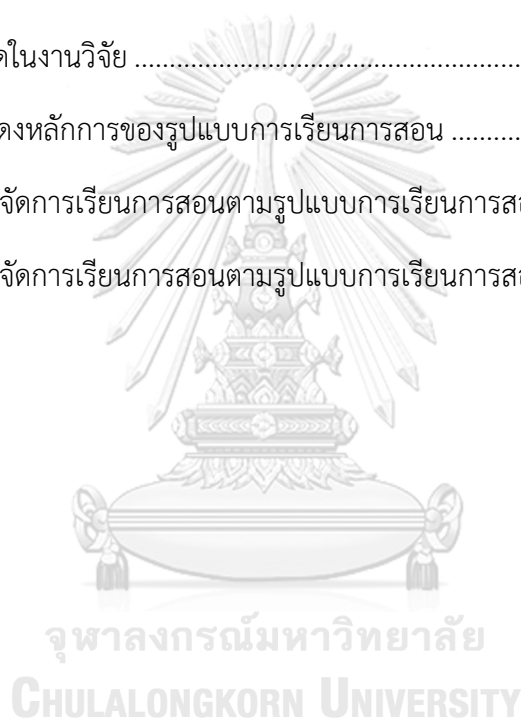 ดในงานวิจัย ......................................................
ดงหลักการของรูปแบบการเรียนการสอน ..........
จัดการเรียนการสอนตามรูปแบบการเรียนการส
จัดการเรียนการสอนตามรูปแบบการเรียนการส
จุฬาลงกรณ์มหาวิทยาลัย
CHULALONGKORN UNIVERSITY